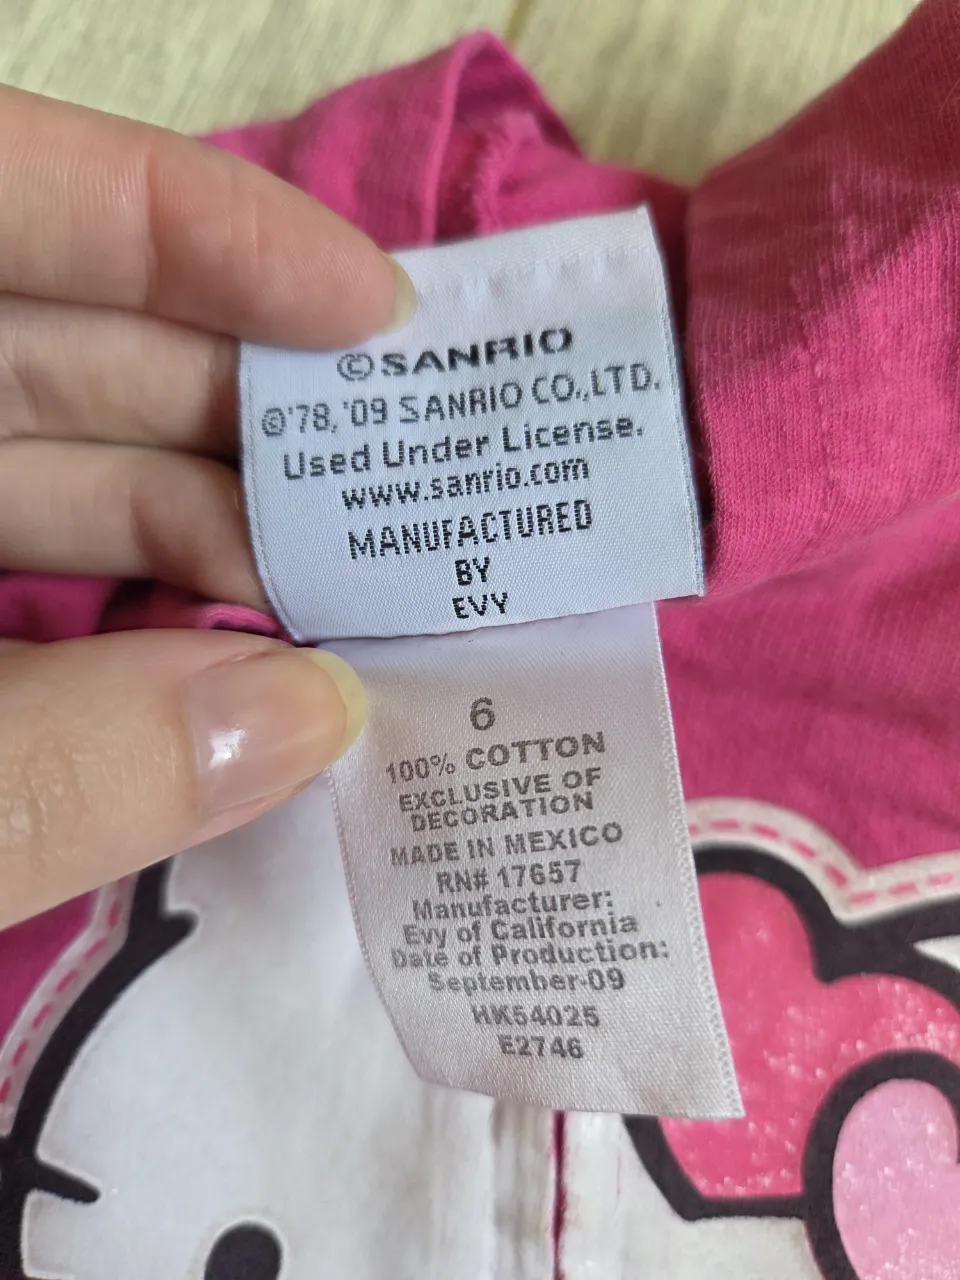 ©SANRIO
©'78,'09 SANRIO CO.,LTD.
Used Under License.
www.sanrio.com
MANUFACTURED
BY
EVY
6
100% COTTON
EXCLUSIVE OF
DECORATION
MADE IN MEXICO
RN# 17657
Manufacturer:
Evy of California
Date of Production:
September-09
HK54025
E2746